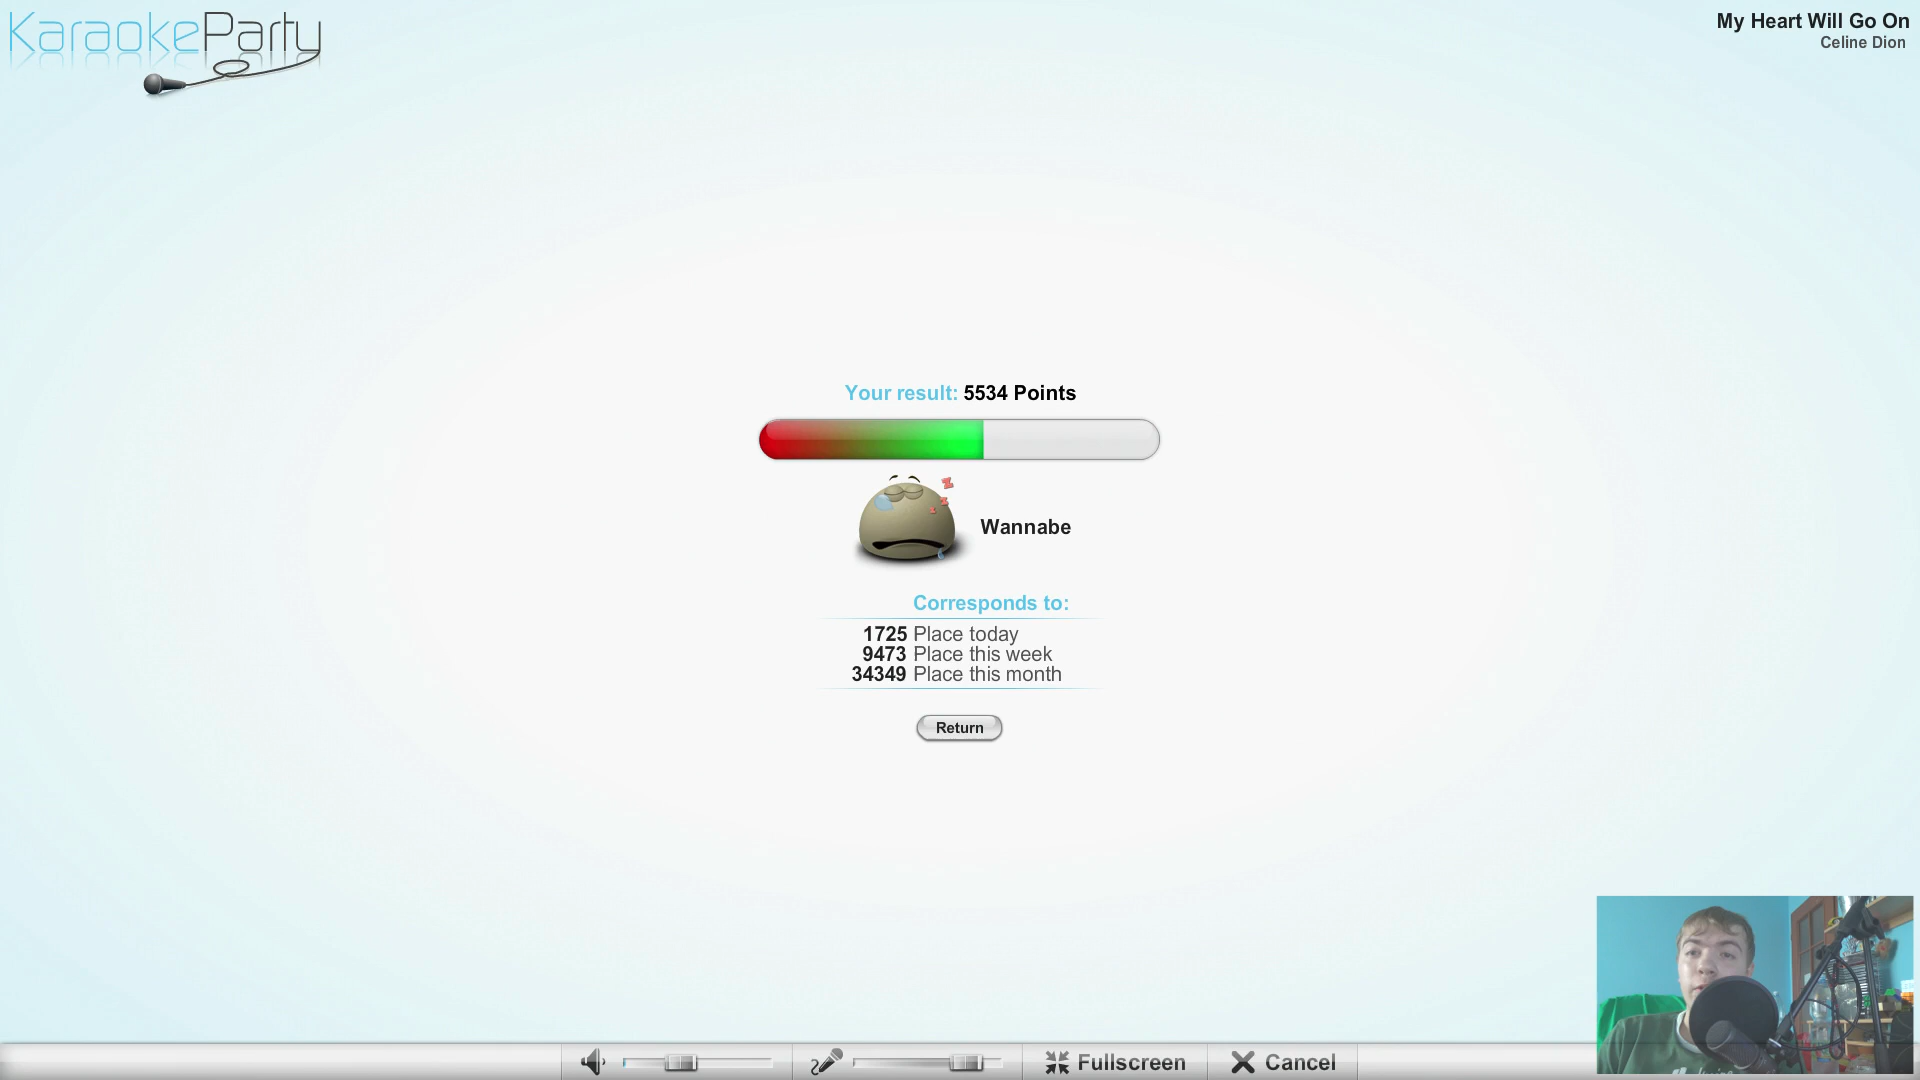 KaraokeParty
My Heart Will Go On
Celine Dion
Your result: 5534 Points
Wannabe
Corresponds to:
1725 Place today
9473 Place this week
34349 Place this month
Return
Fullscreen
Cancel